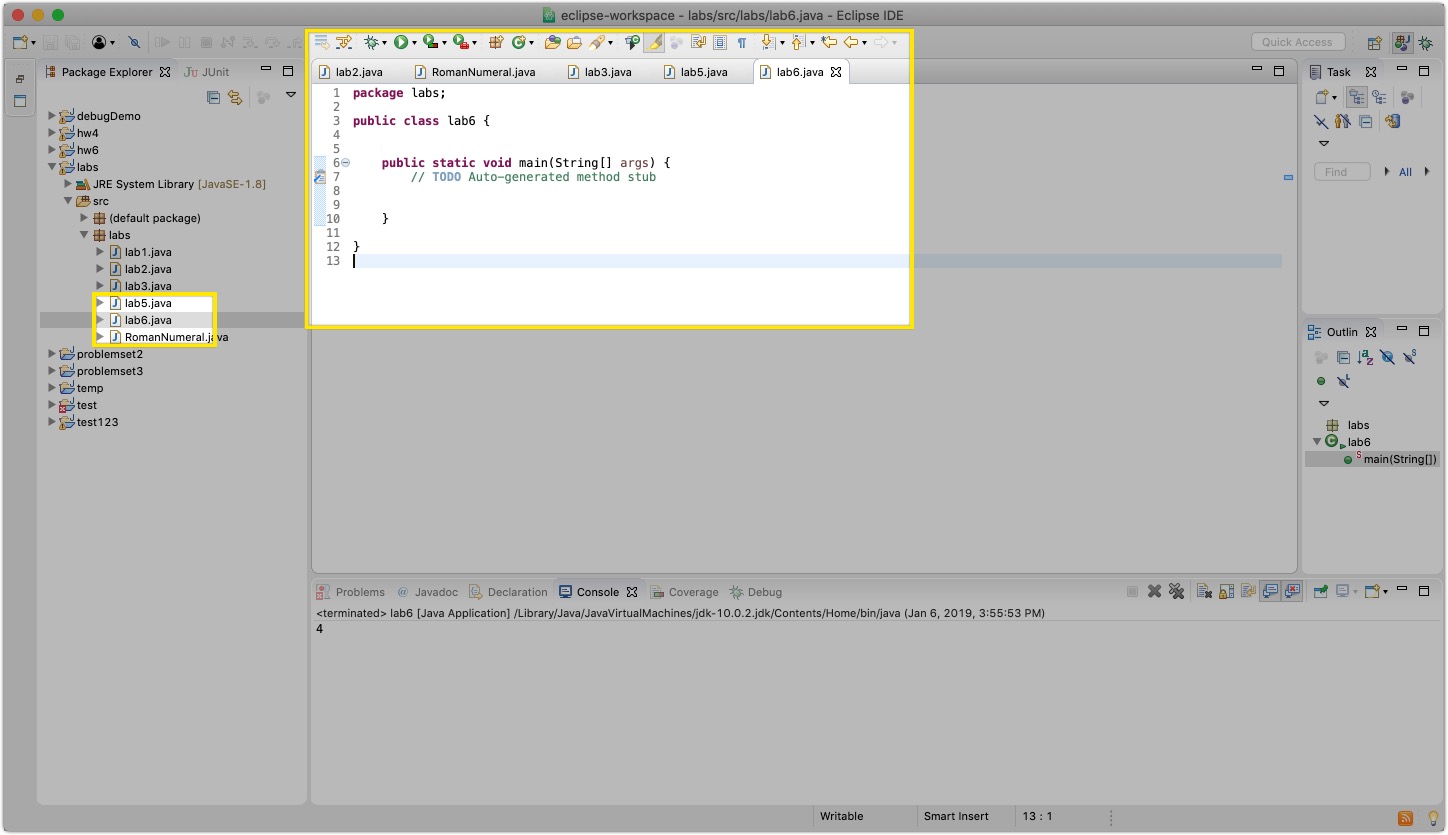 eclipse-workspace - labs/src/labs/lab6.java - Eclipse IDE
Quick Access
Package Explorer
JUnit
debugDemo
hw4
hw6
labs
JRE System Library [JavaSE-1.8]
src
(default package)
labs
lab1.java
lab2.java
lab3.java
lab5.java
lab6.java
RomanNumeral.java
problemset2
problemset3
temp
test
test123
lab2.java
RomanNumeral.java
lab3.java
lab5.java
lab6.java
1 package labs;
2
3 public class lab6 {
4
5
6 public static void main(String[] args) {
7 // TODO Auto-generated method stub
8
9
10 }
11
12 }
13
Task
Find
All
Outlin
labs
lab6
main(String[])
Problems
@ Javadoc
Declaration
Console
Coverage
Debug
<terminated> lab6 [Java Application] /Library/Java/JavaVirtualMachines/jdk-10.0.2.jdk/Contents/Home/bin/java (Jan 6, 2019, 3:55:53 PM)
4
Writable
Smart Insert
13 : 1